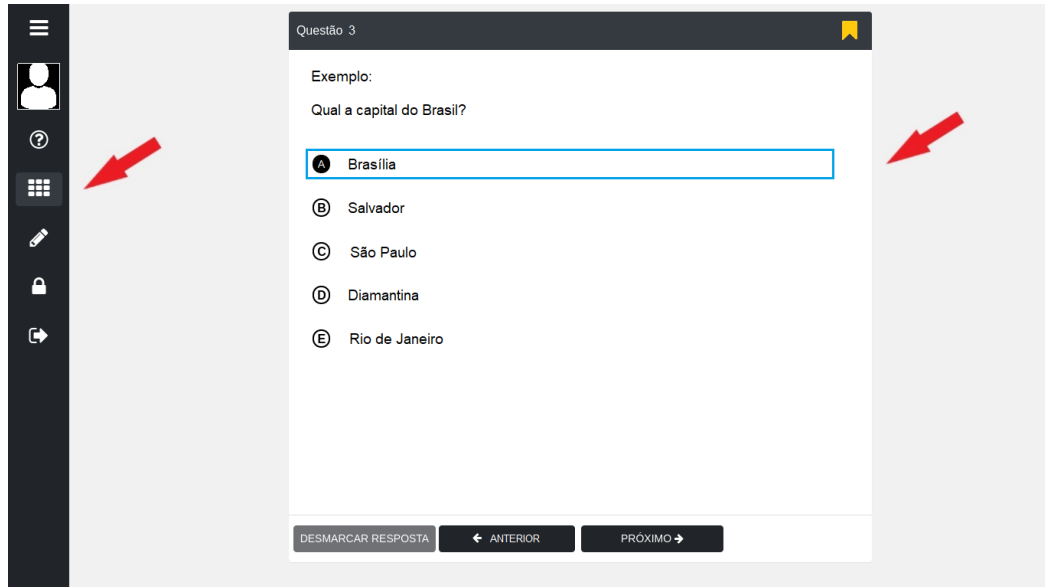 Questão 3
Exemplo:
Qual a capital do Brasil?
A Brasília
B Salvador
C São Paulo
D Diamantina
E Rio de Janeiro
DESMARCAR RESPOSTA ANTERIOR PRÓXIMO